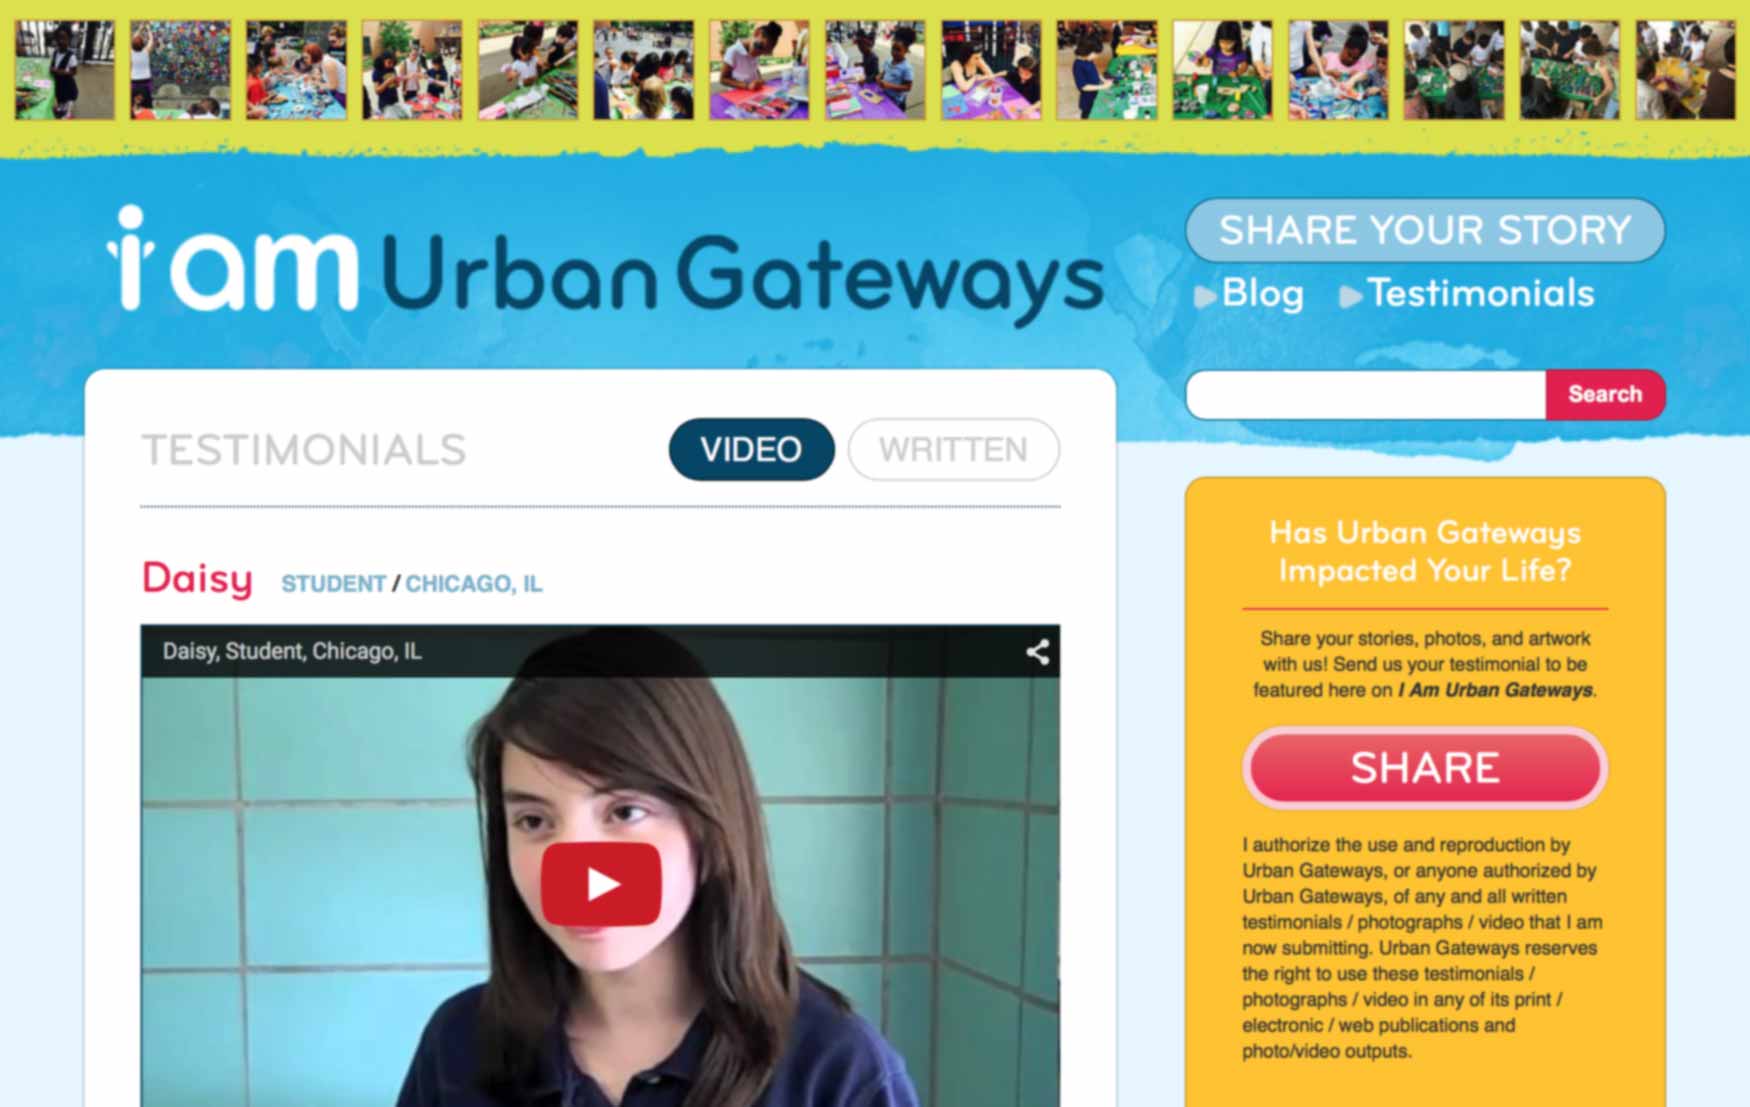 i am Urban Gateways
SHARE YOUR STORY
Blog
Testimonials
Search
TESTIMONIALS
VIDEO
WRITTEN
Daisy
STUDENT / CHICAGO, IL
Daisy, Student, Chicago, IL
Has Urban Gateways
Impacted Your Life?
Share your stories, photos, and artwork
with us! Send us your testimonial to be
featured here on I Am Urban Gateways.
SHARE
I authorize the use and reproduction by
Urban Gateways, or anyone authorized by
Urban Gateways, of any and all written
testimonials / photographs / video that I am
now submitting. Urban Gateways reserves
the right to use these testimonials /
photographs / video in any of its print /
electronic / web publications and
photo/video outputs.